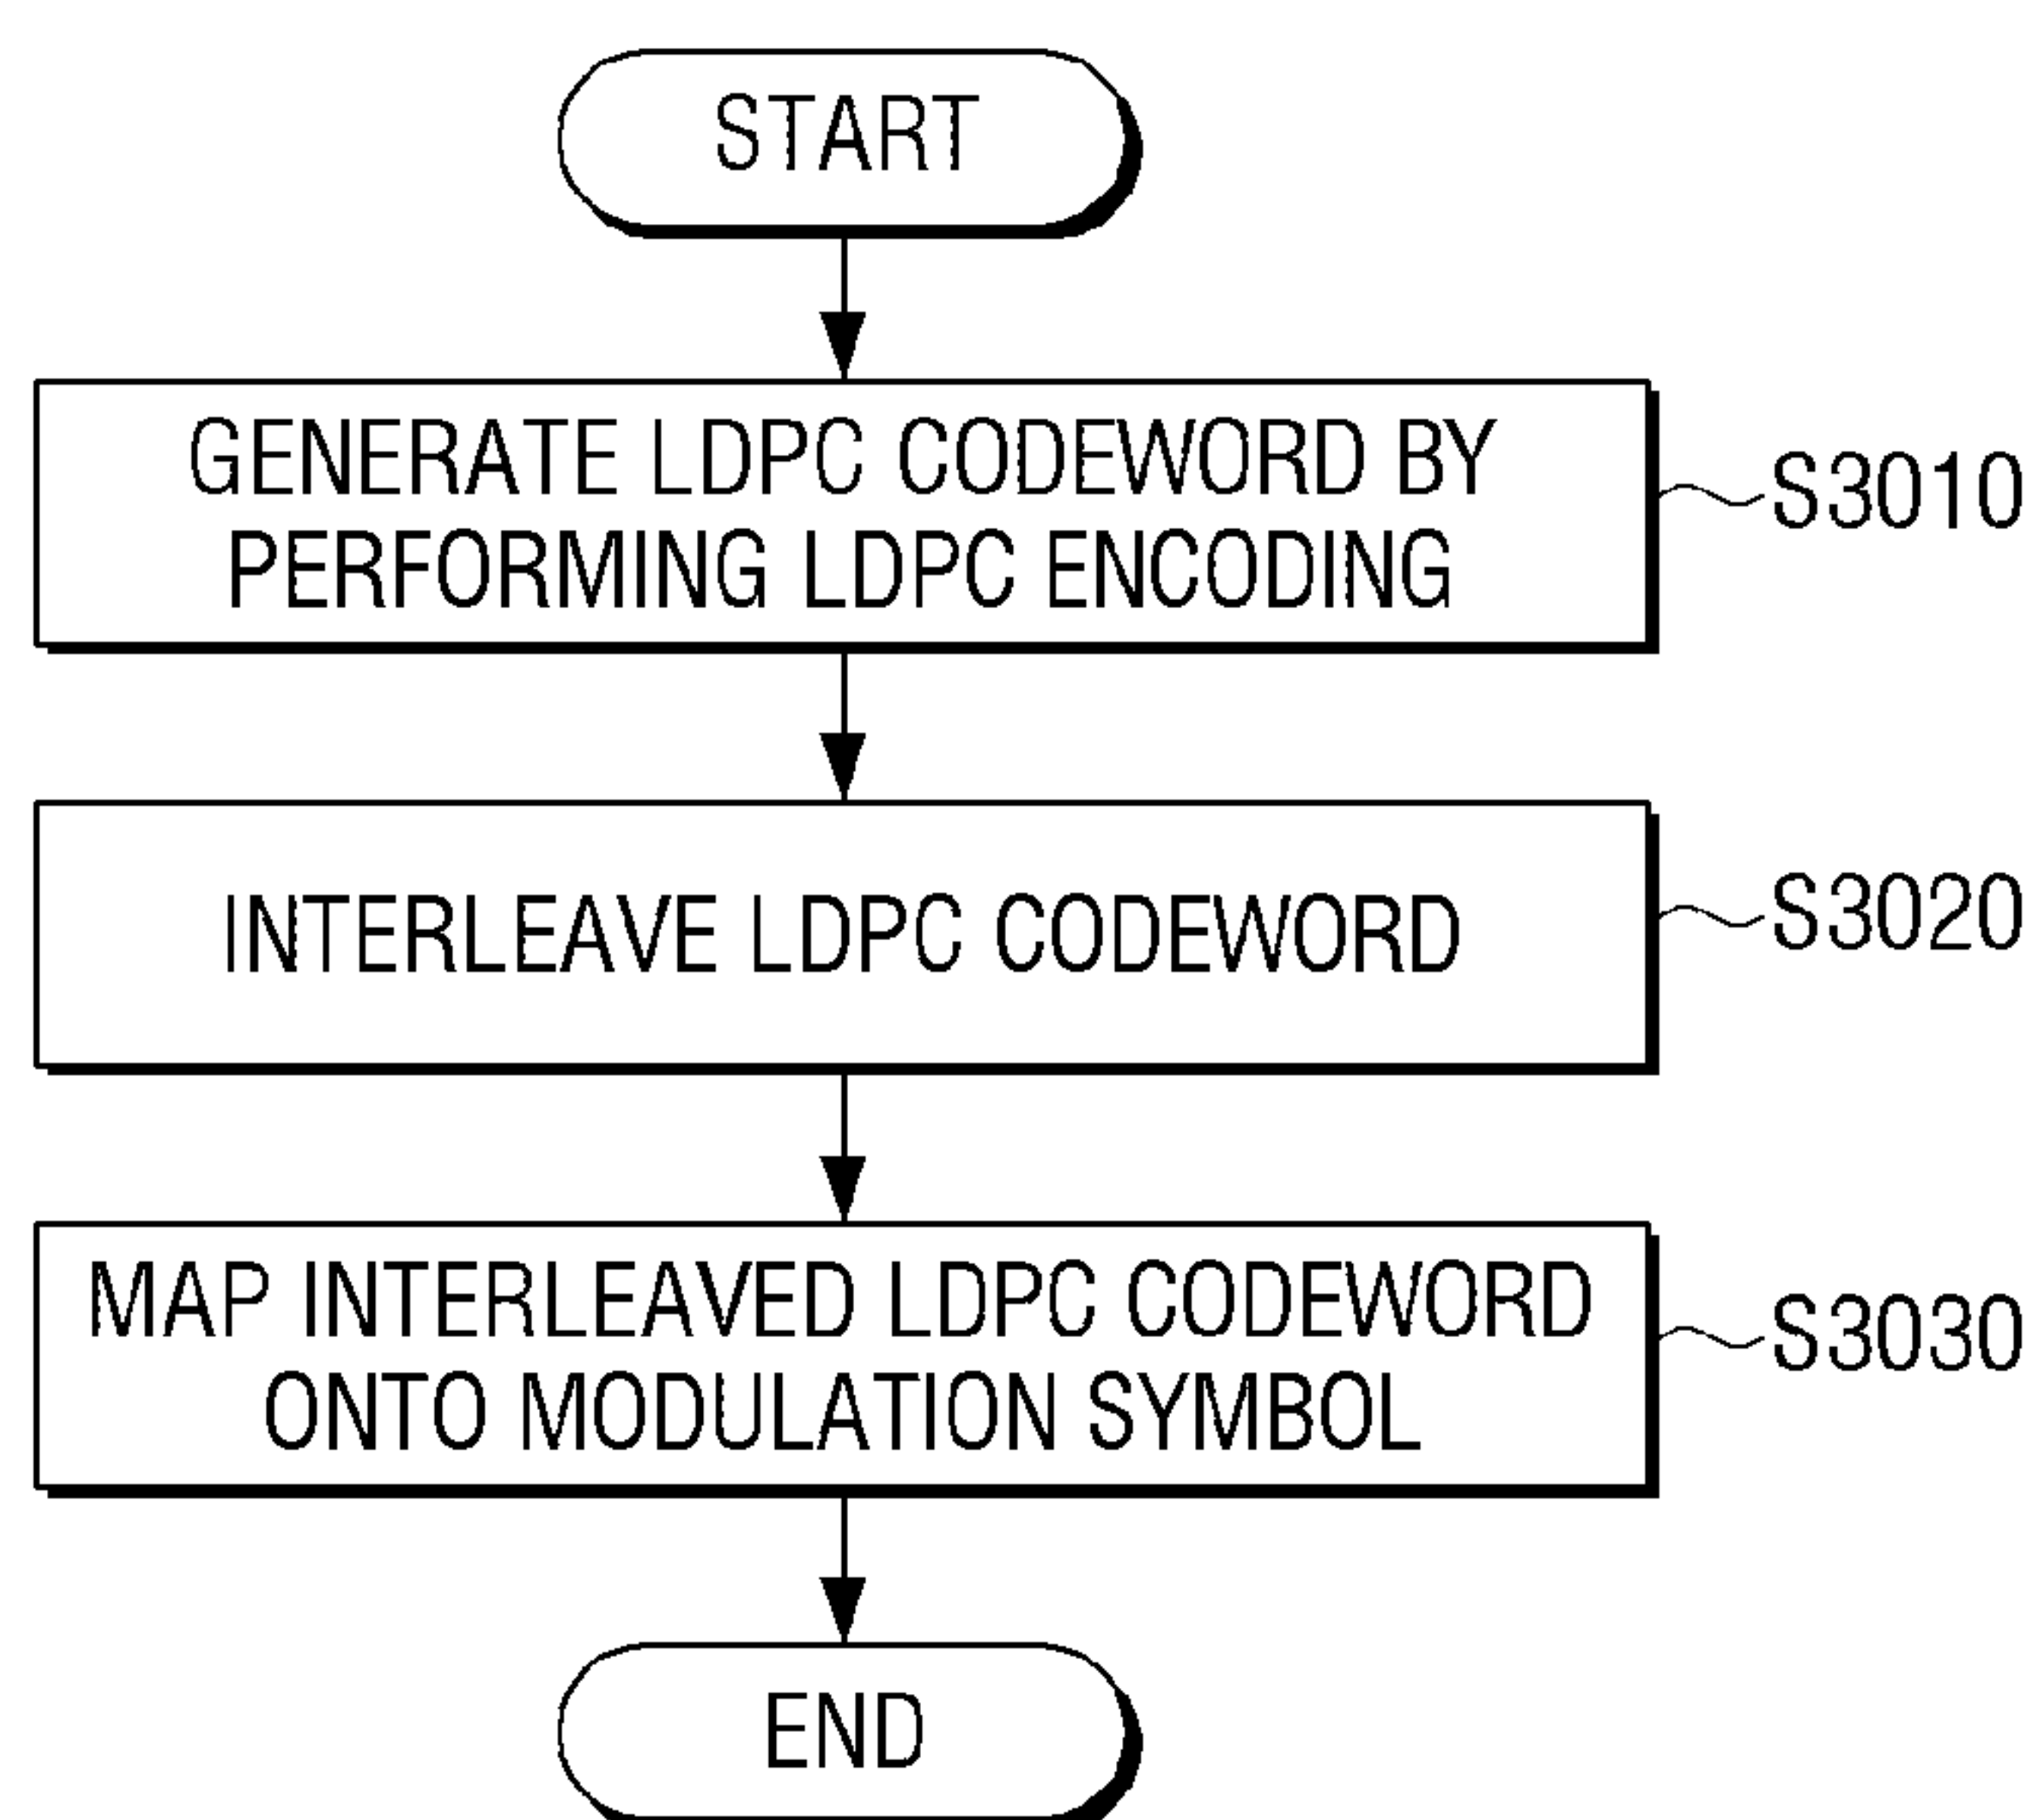 START
GENERATE LDPC CODEWORD BY
PERFORMING LDPC ENCODING
S3010
INTERLEAVE LDPC CODEWORD
S3020
MAP INTERLEAVED LDPC CODEWORD
ONTO MODULATION SYMBOL
S3030
END